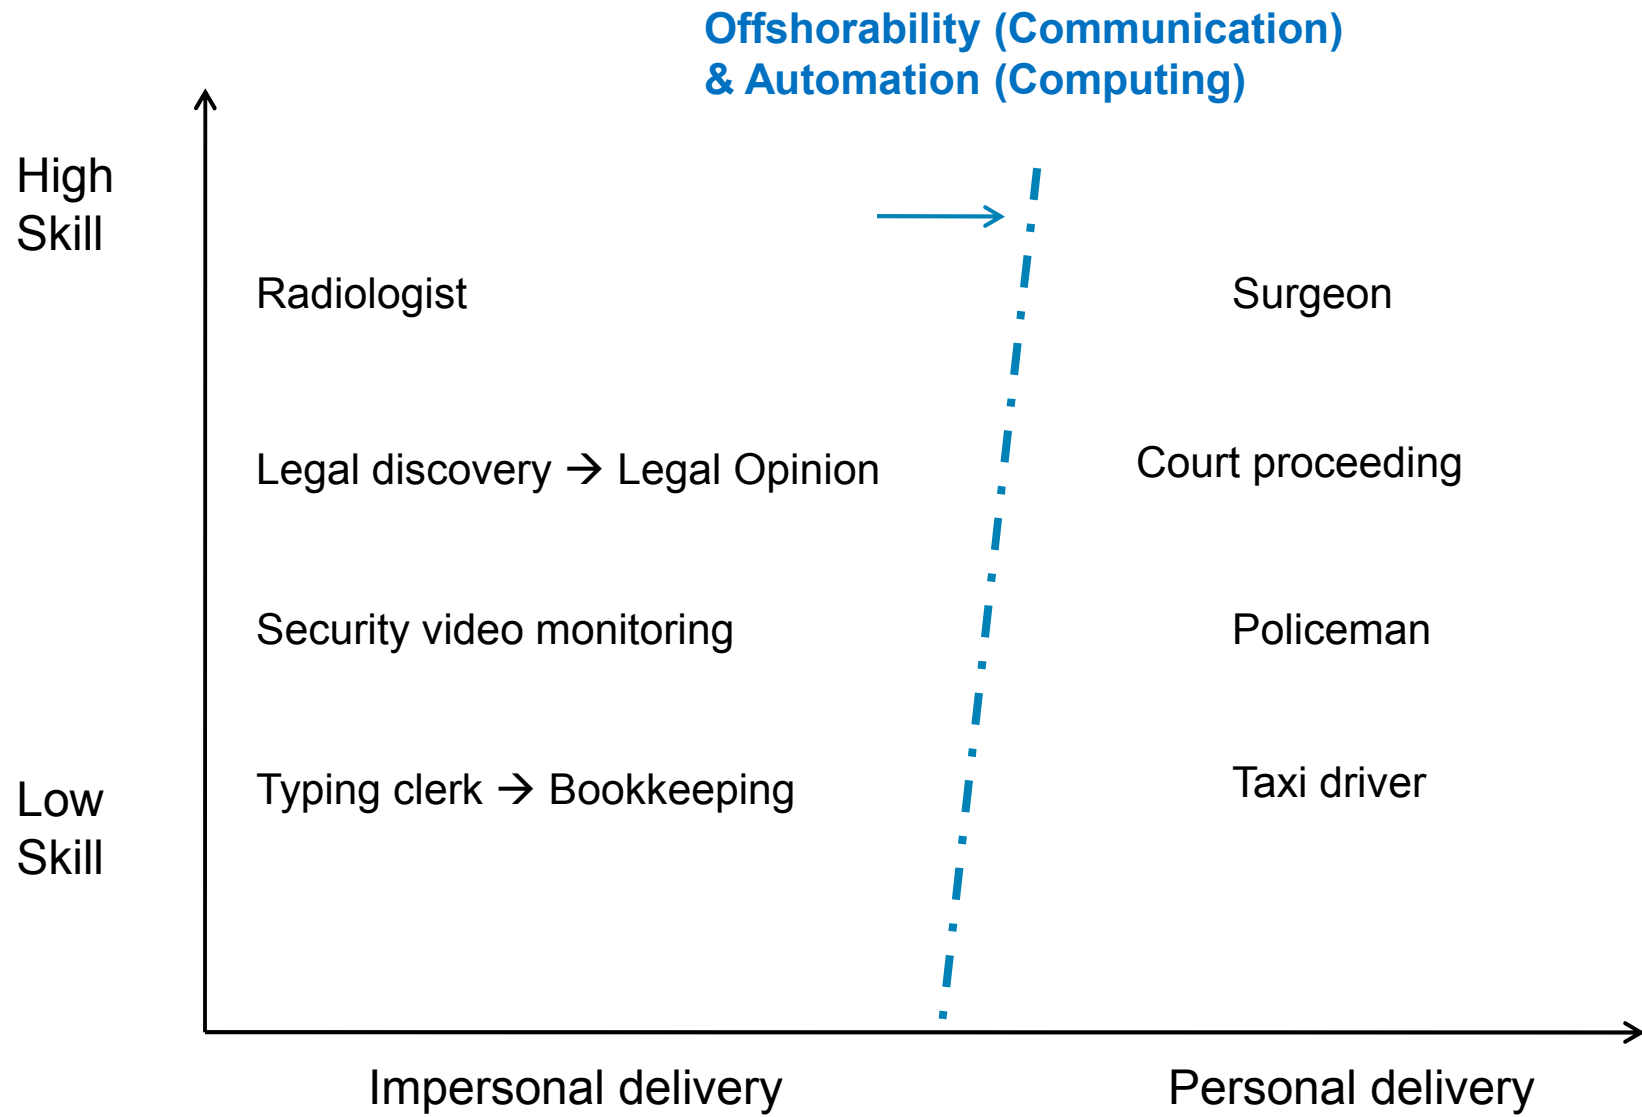 Offshorability (Communication)
& Automation (Computing)
High
Skill
Radiologist
Surgeon
Legal discovery → Legal Opinion
Court proceeding
Security video monitoring
Policeman
Typing clerk → Bookkeeping
Taxi driver
Low
Skill
Impersonal delivery
Personal delivery